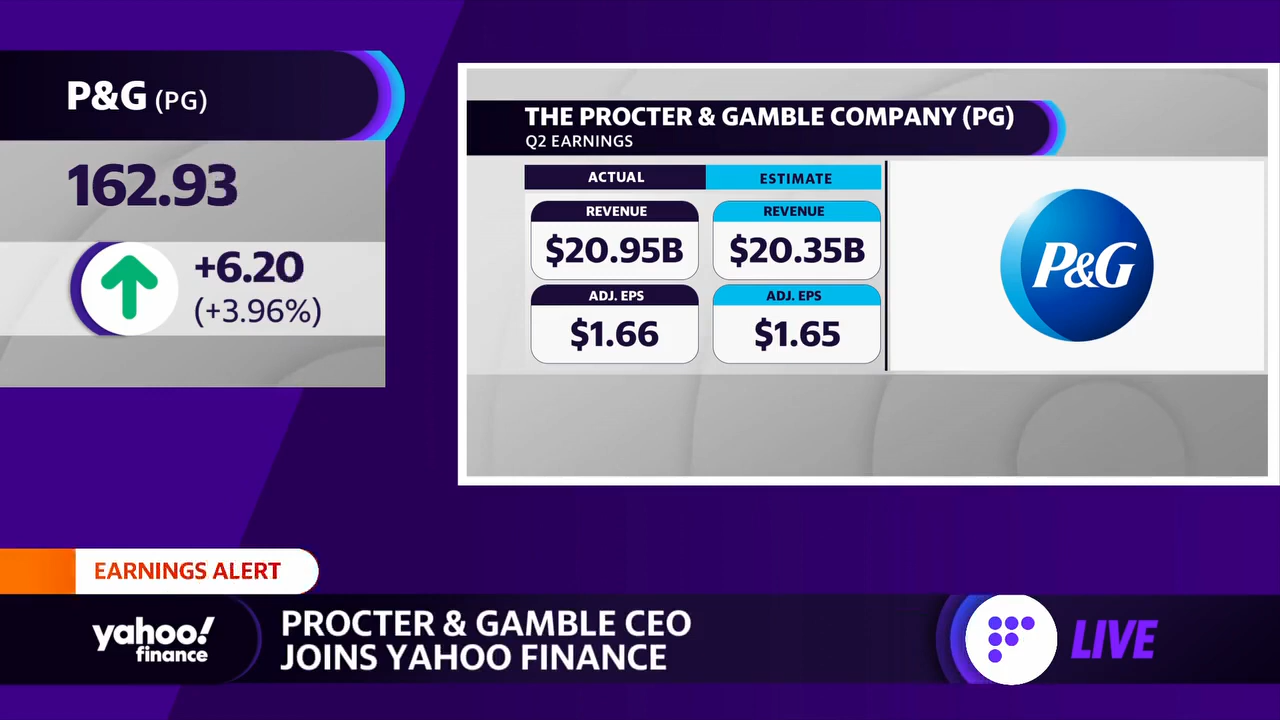 P&G (PG)
162.93
+6.20
(+3.96%)
THE PROCTER & GAMBLE COMPANY (PG)
Q2 EARNINGS
ACTUAL
ESTIMATE
REVENUE
REVENUE
$20.95B
$20.35B
ADJ. EPS
ADJ. EPS
$1.66
$1.65
P&G
EARNINGS ALERT
yahoo!
finance
PROCTER & GAMBLE CEO
JOINS YAHOO FINANCE
LIVE